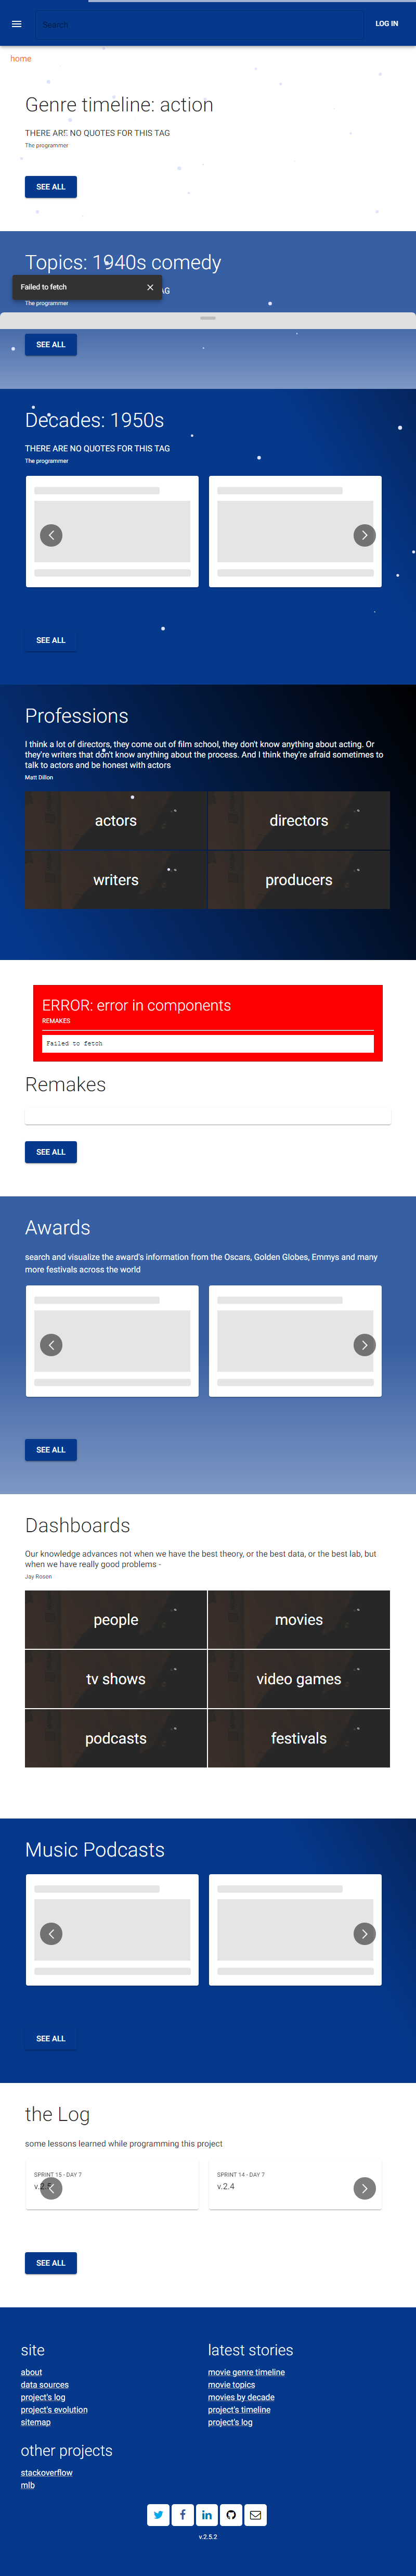 Search
LOG IN
home
Genre timeline: action
THERE ARE NO QUOTES FOR THIS TAG
The programmer
SEE ALL
Topics: 1940s comedy
AG
Failed to fetch
The programmer
SEE ALL
Decades: 1950s
THERE ARE NO QUOTES FOR THIS TAG
The programmer
SEE ALL
Professions
I think a lot of directors, they come out of film school, they don't know anything about acting. Or
they're writers that don't know anything about the process. And I think they're afraid sometimes to
talk to actors and be honest with actors
Matt Dillon
actors
directors
writers
producers
ERROR: error in components
REMAKES
Failed to fetch
Remakes
SEE ALL
Awards
search and visualize the award's information from the Oscars, Golden Globes, Emmys and many
more festivals across the world
SEE ALL
Dashboards
Our knowledge advances not when we have the best theory, or the best data, or the best lab, but
when we have really good problems -
Jay Rosen
people
movies
tv shows
video games
podcasts
festivals
Music Podcasts
SEE ALL
the Log
some lessons learned while programming this project
SPRINT 15 - DAY 7
v.2.5
SPRINT 14 - DAY 7
v.2.4
SEE ALL
site
about
data sources
project's log
project's evolution
sitemap
latest stories
movie genre timeline
movie topics
movies by decade
project's timeline
project's log
other projects
stackoverflow
mlb
v.2.5.2